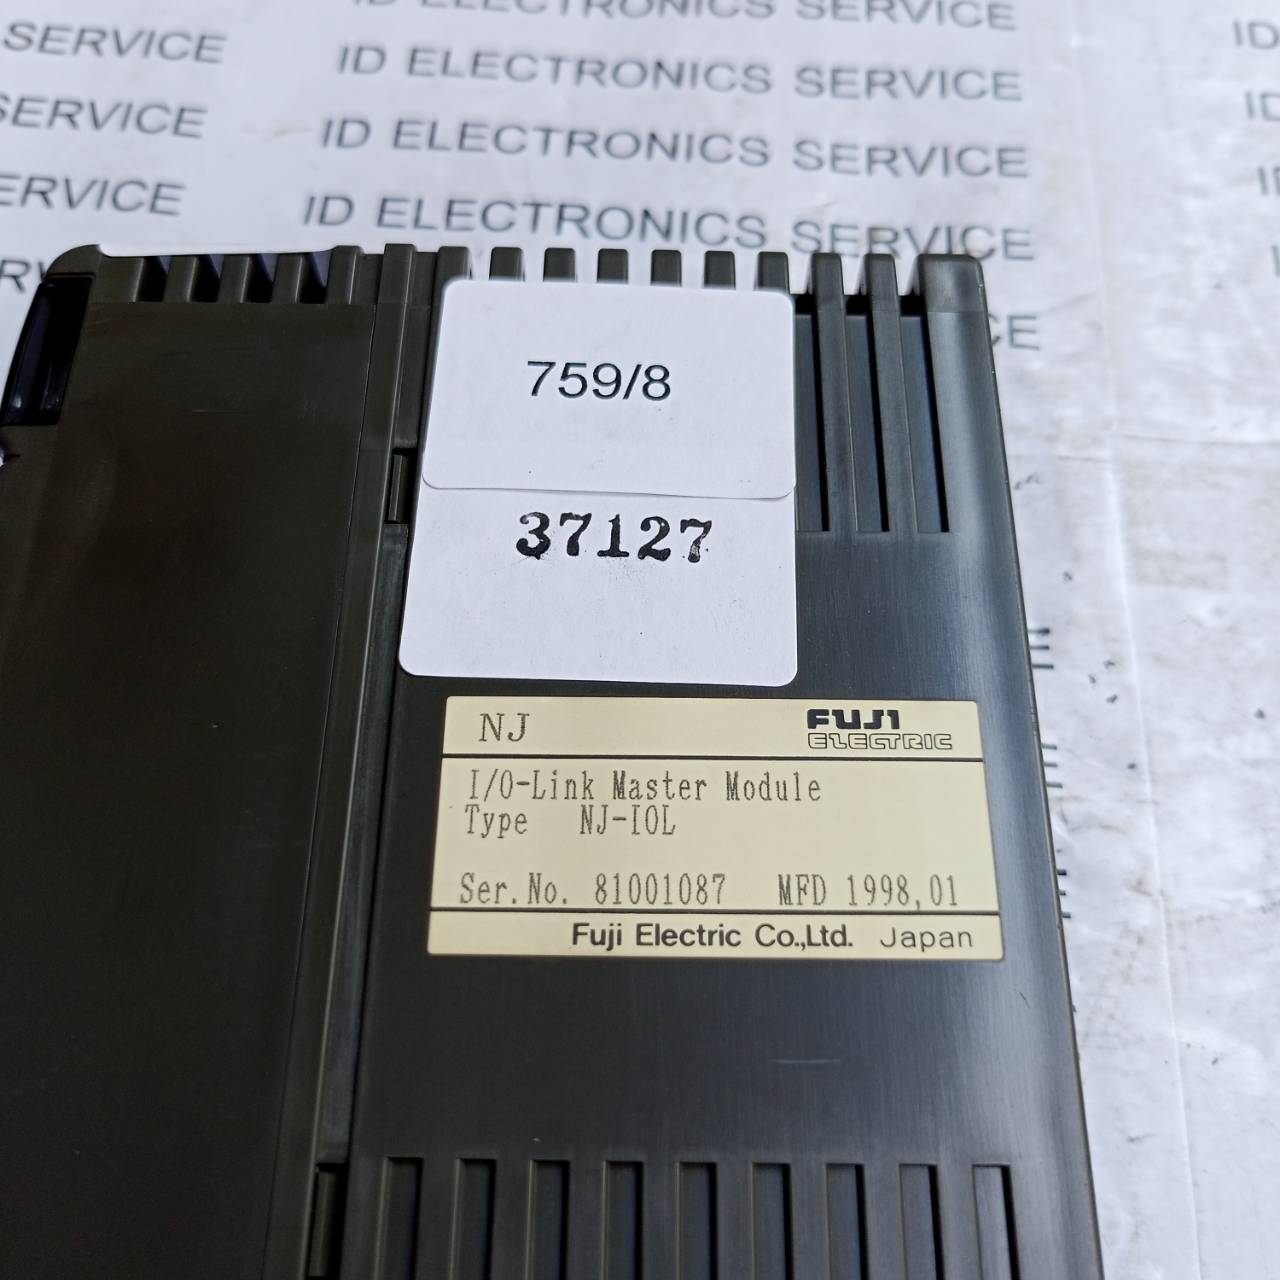 ID ELECTRONICS SERVICE
SERVICE
ID ELECTRONICS SERVICE
ID
SERVICE
ID ELECTRONICS SERVICE
ID
ERVICE
ID ELECTRONICS SERVICE
759/8
37127
NJ
FUJI
ELECTRIC
I/O-Link Master Module
Type NJ-IOL
Ser.No. 81001087 MFD 1998,01
Fuji Electric Co.,Ltd. Japan